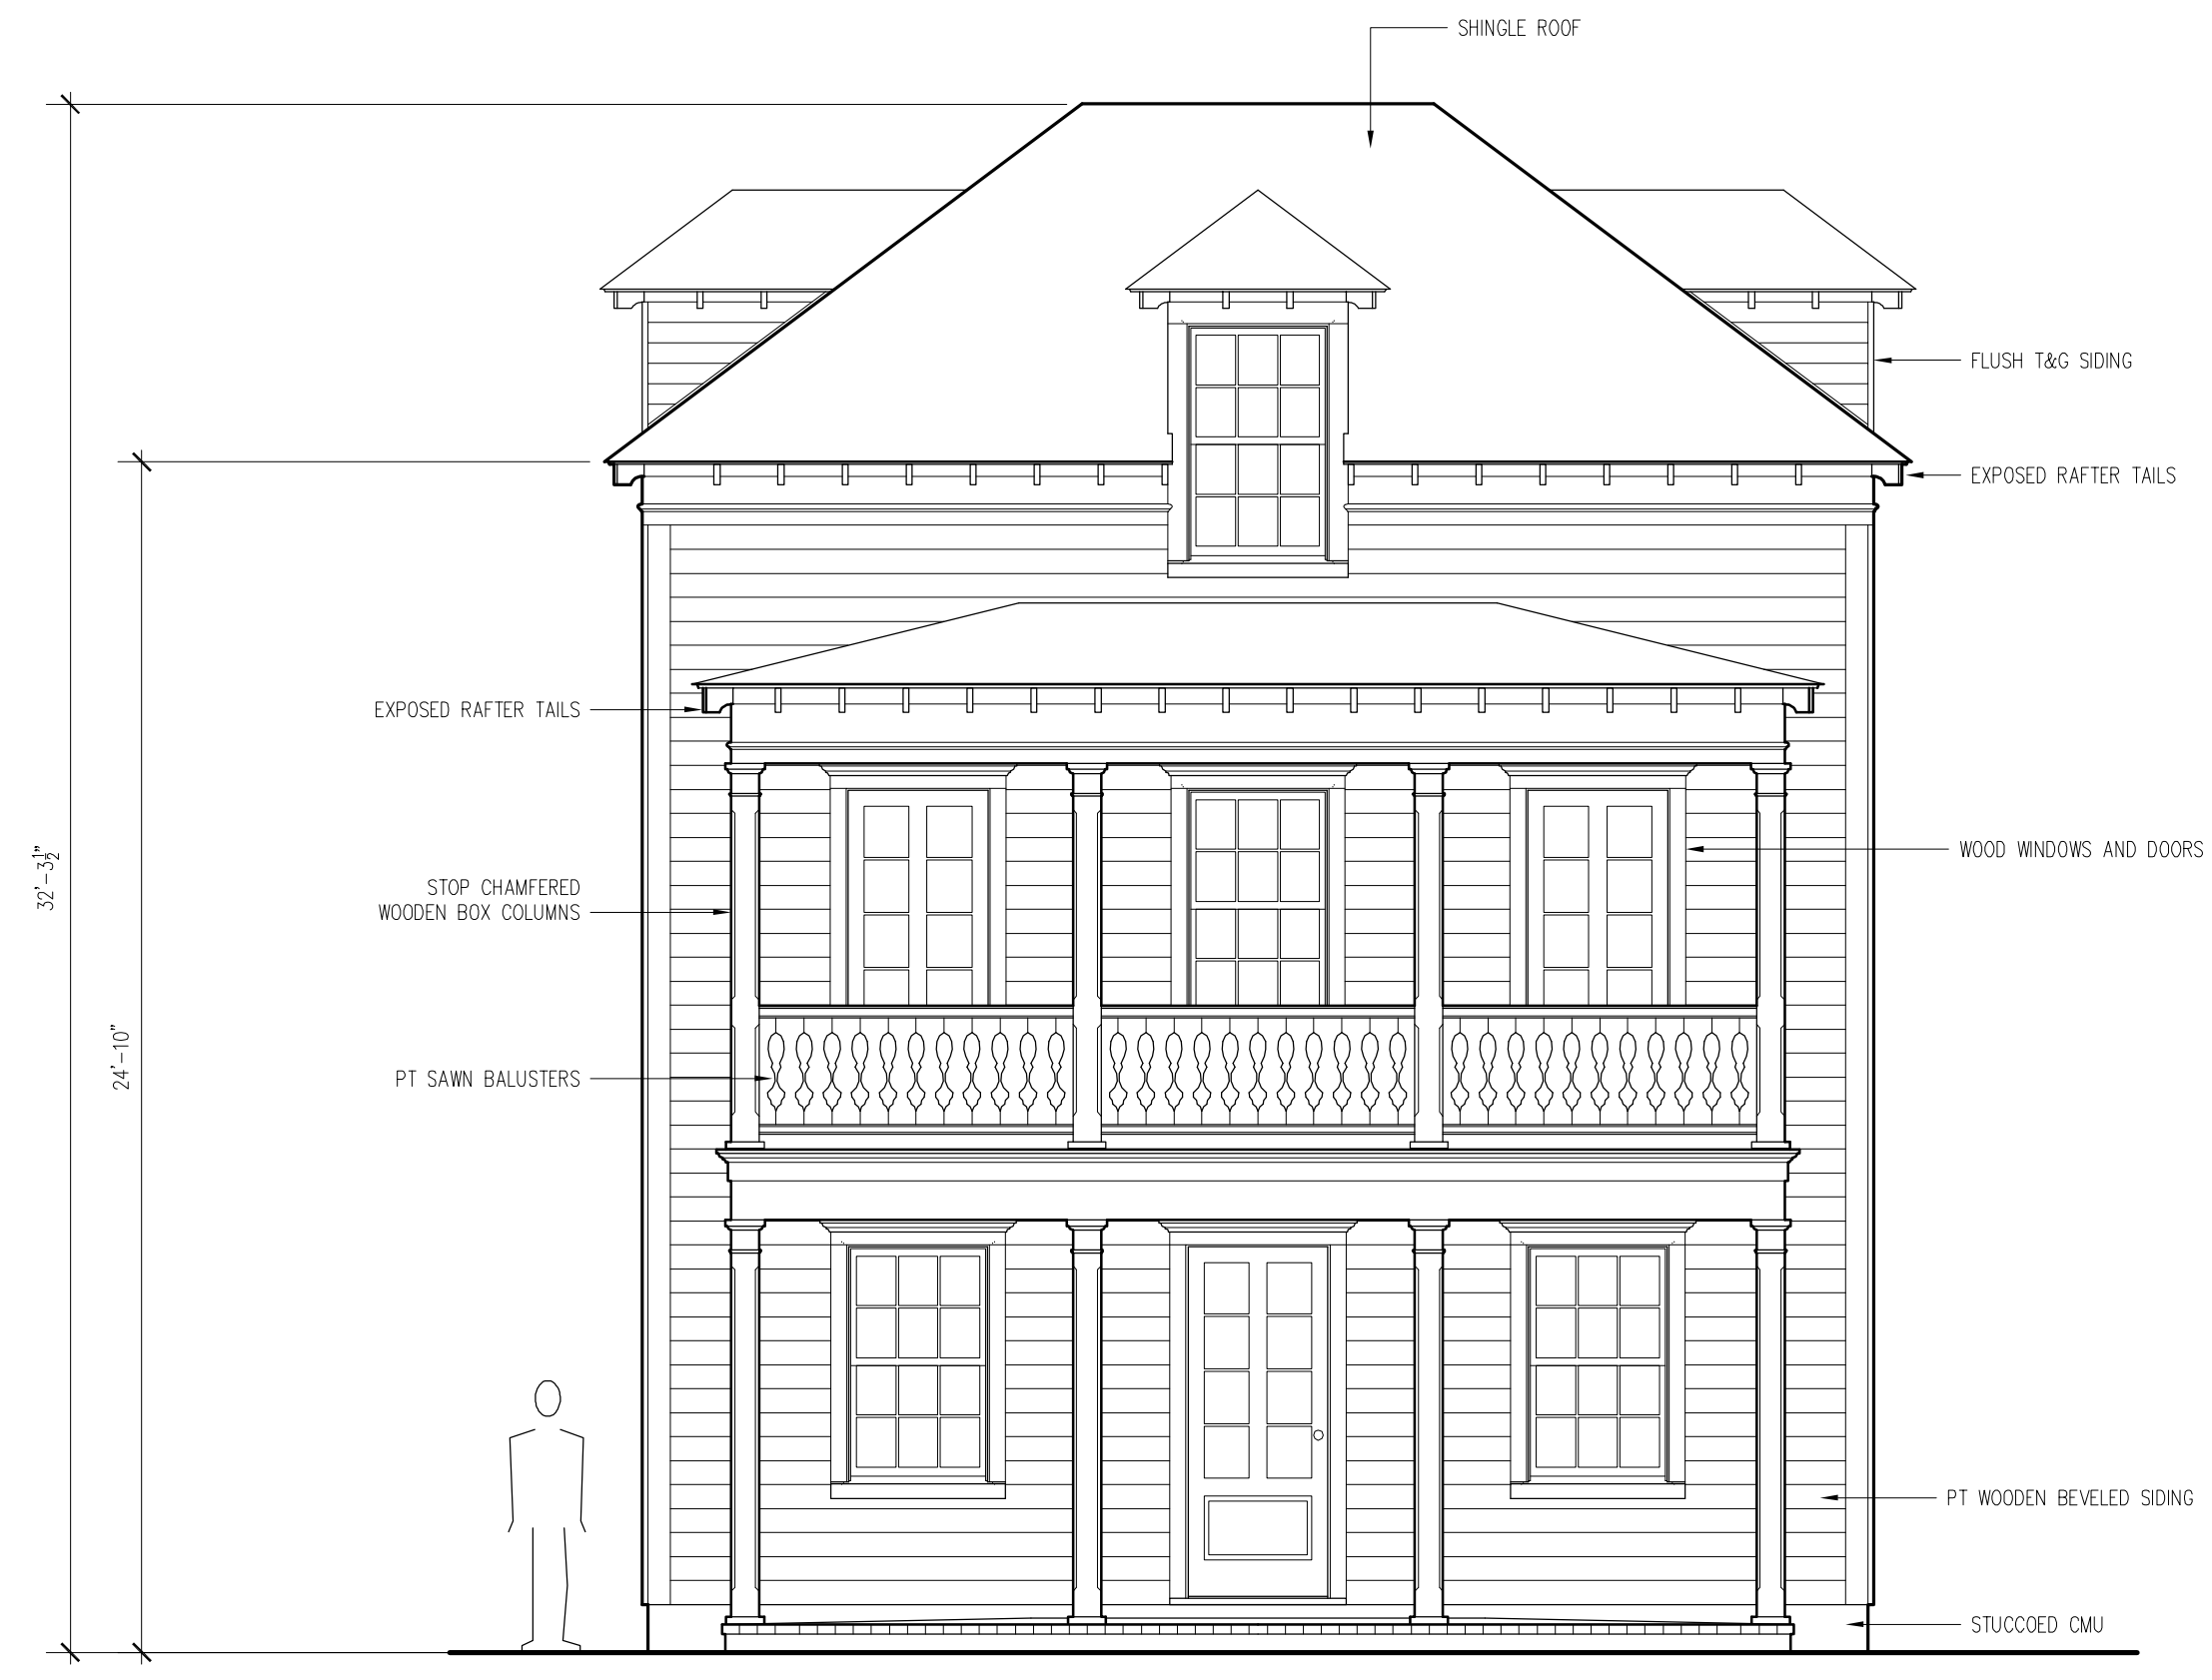 SHINGLE ROOF
FLUSH T&G SIDING
EXPOSED RAFTER TAILS
EXPOSED RAFTER TAILS
WOOD WINDOWS AND DOORS
32'-3½"
STOP CHAMFERED
WOODEN BOX COLUMNS
24'-10"
PT SAWN BALUSTERS
PT WOODEN BEVELED SIDING
STUCCOED CMU